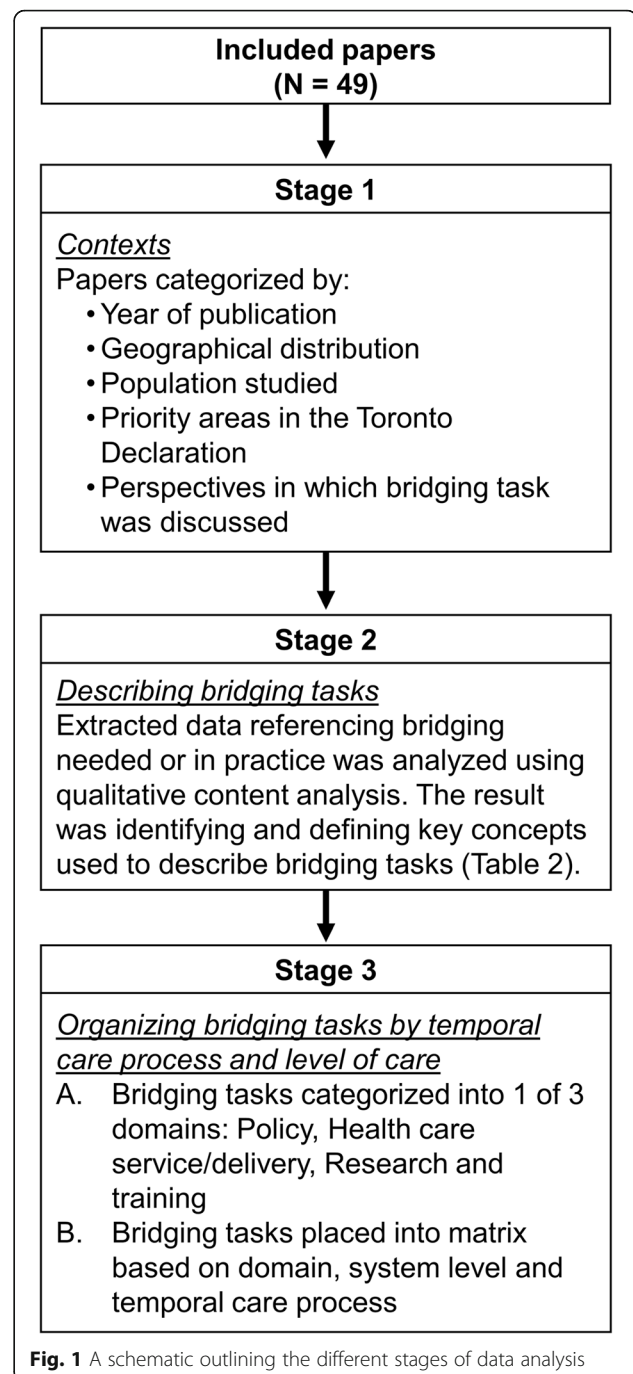 Included papers
(N = 49)
Stage 1
Contexts
Papers categorized by:
• Year of publication
• Geographical distribution
• Population studied
• Priority areas in the Toronto
Declaration
• Perspectives in which bridging task
was discussed
Stage 2
Describing bridging tasks
Extracted data referencing bridging
needed or in practice was analyzed using
qualitative content analysis. The result
was identifying and defining key concepts
used to describe bridging tasks (Table 2).
Stage 3
Organizing bridging tasks by temporal
care process and level of care
A. Bridging tasks categorized into 1 of 3
domains: Policy, Health care
service/delivery, Research and
training
B. Bridging tasks placed into matrix
based on domain, system level and
temporal care process
Fig. 1 A schematic outlining the different stages of data analysis